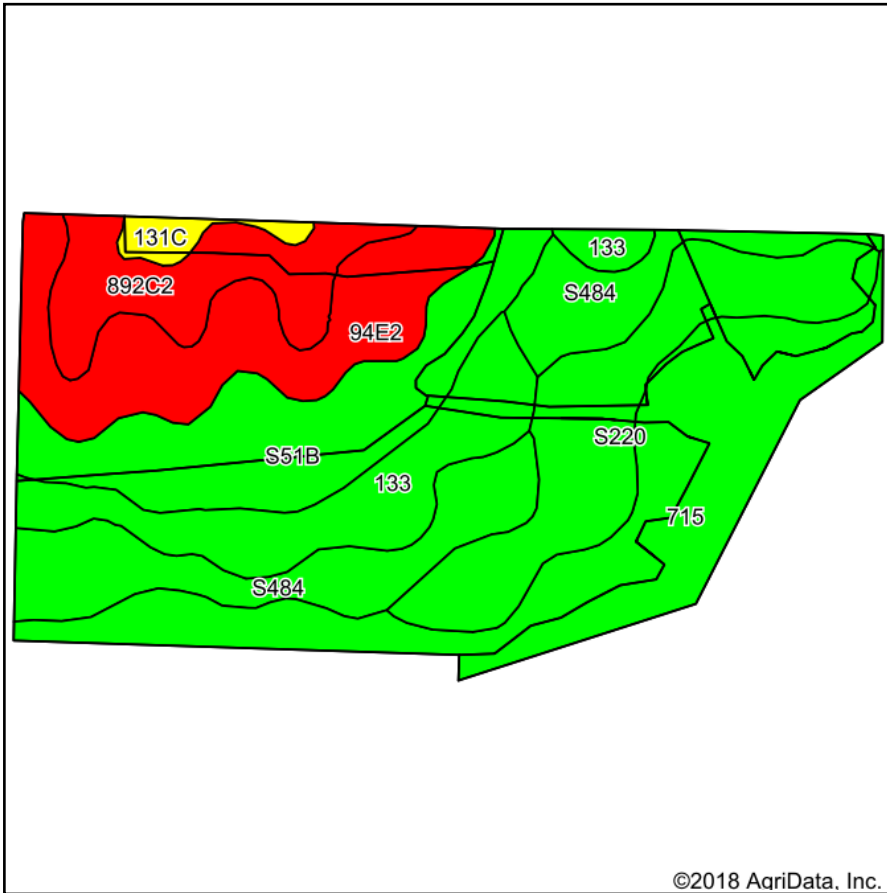 131C
133
892C2
S484
94E2
S220
S51B
133
715
S484
©2018 AgriData, Inc.